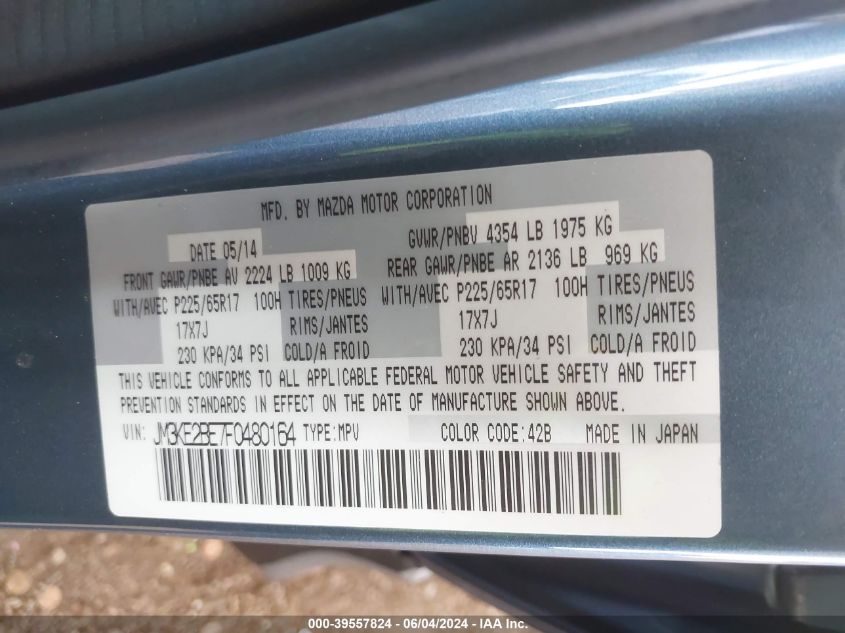 MFD. BY MAZDA MOTOR CORPORATION
DATE 05/14 GVWR/PNBV 4354 LB 1975 KG
FRONT GAWR/PNBE AV 2224 LB 1009 KG REAR GAWR/PNBE AR 2136 LB 969 KG
WITH/AVEC P225/65R17 100H TIRES/PNEUS WITH/AVEC P225/65R17 100H TIRES/PNEUS
17X7J RIMS/JANTES 17X7J RIMS/JANTES
230 KPA/34 PSI COLD/A FROID 230 KPA/34 PSI COLD/A FROID
THIS VEHICLE CONFORMS TO ALL APPLICABLE FEDERAL MOTOR VEHICLE SAFETY AND THEFT
PREVENTION STANDARDS IN EFFECT ON THE DATE OF MANUFACTURE SHOWN ABOVE.
VIN: JM3KE2BE7F0480164 TYPE:MPV COLOR CODE:42B MADE IN JAPAN
000-39557824 - 06/04/2024 - IAA Inc.